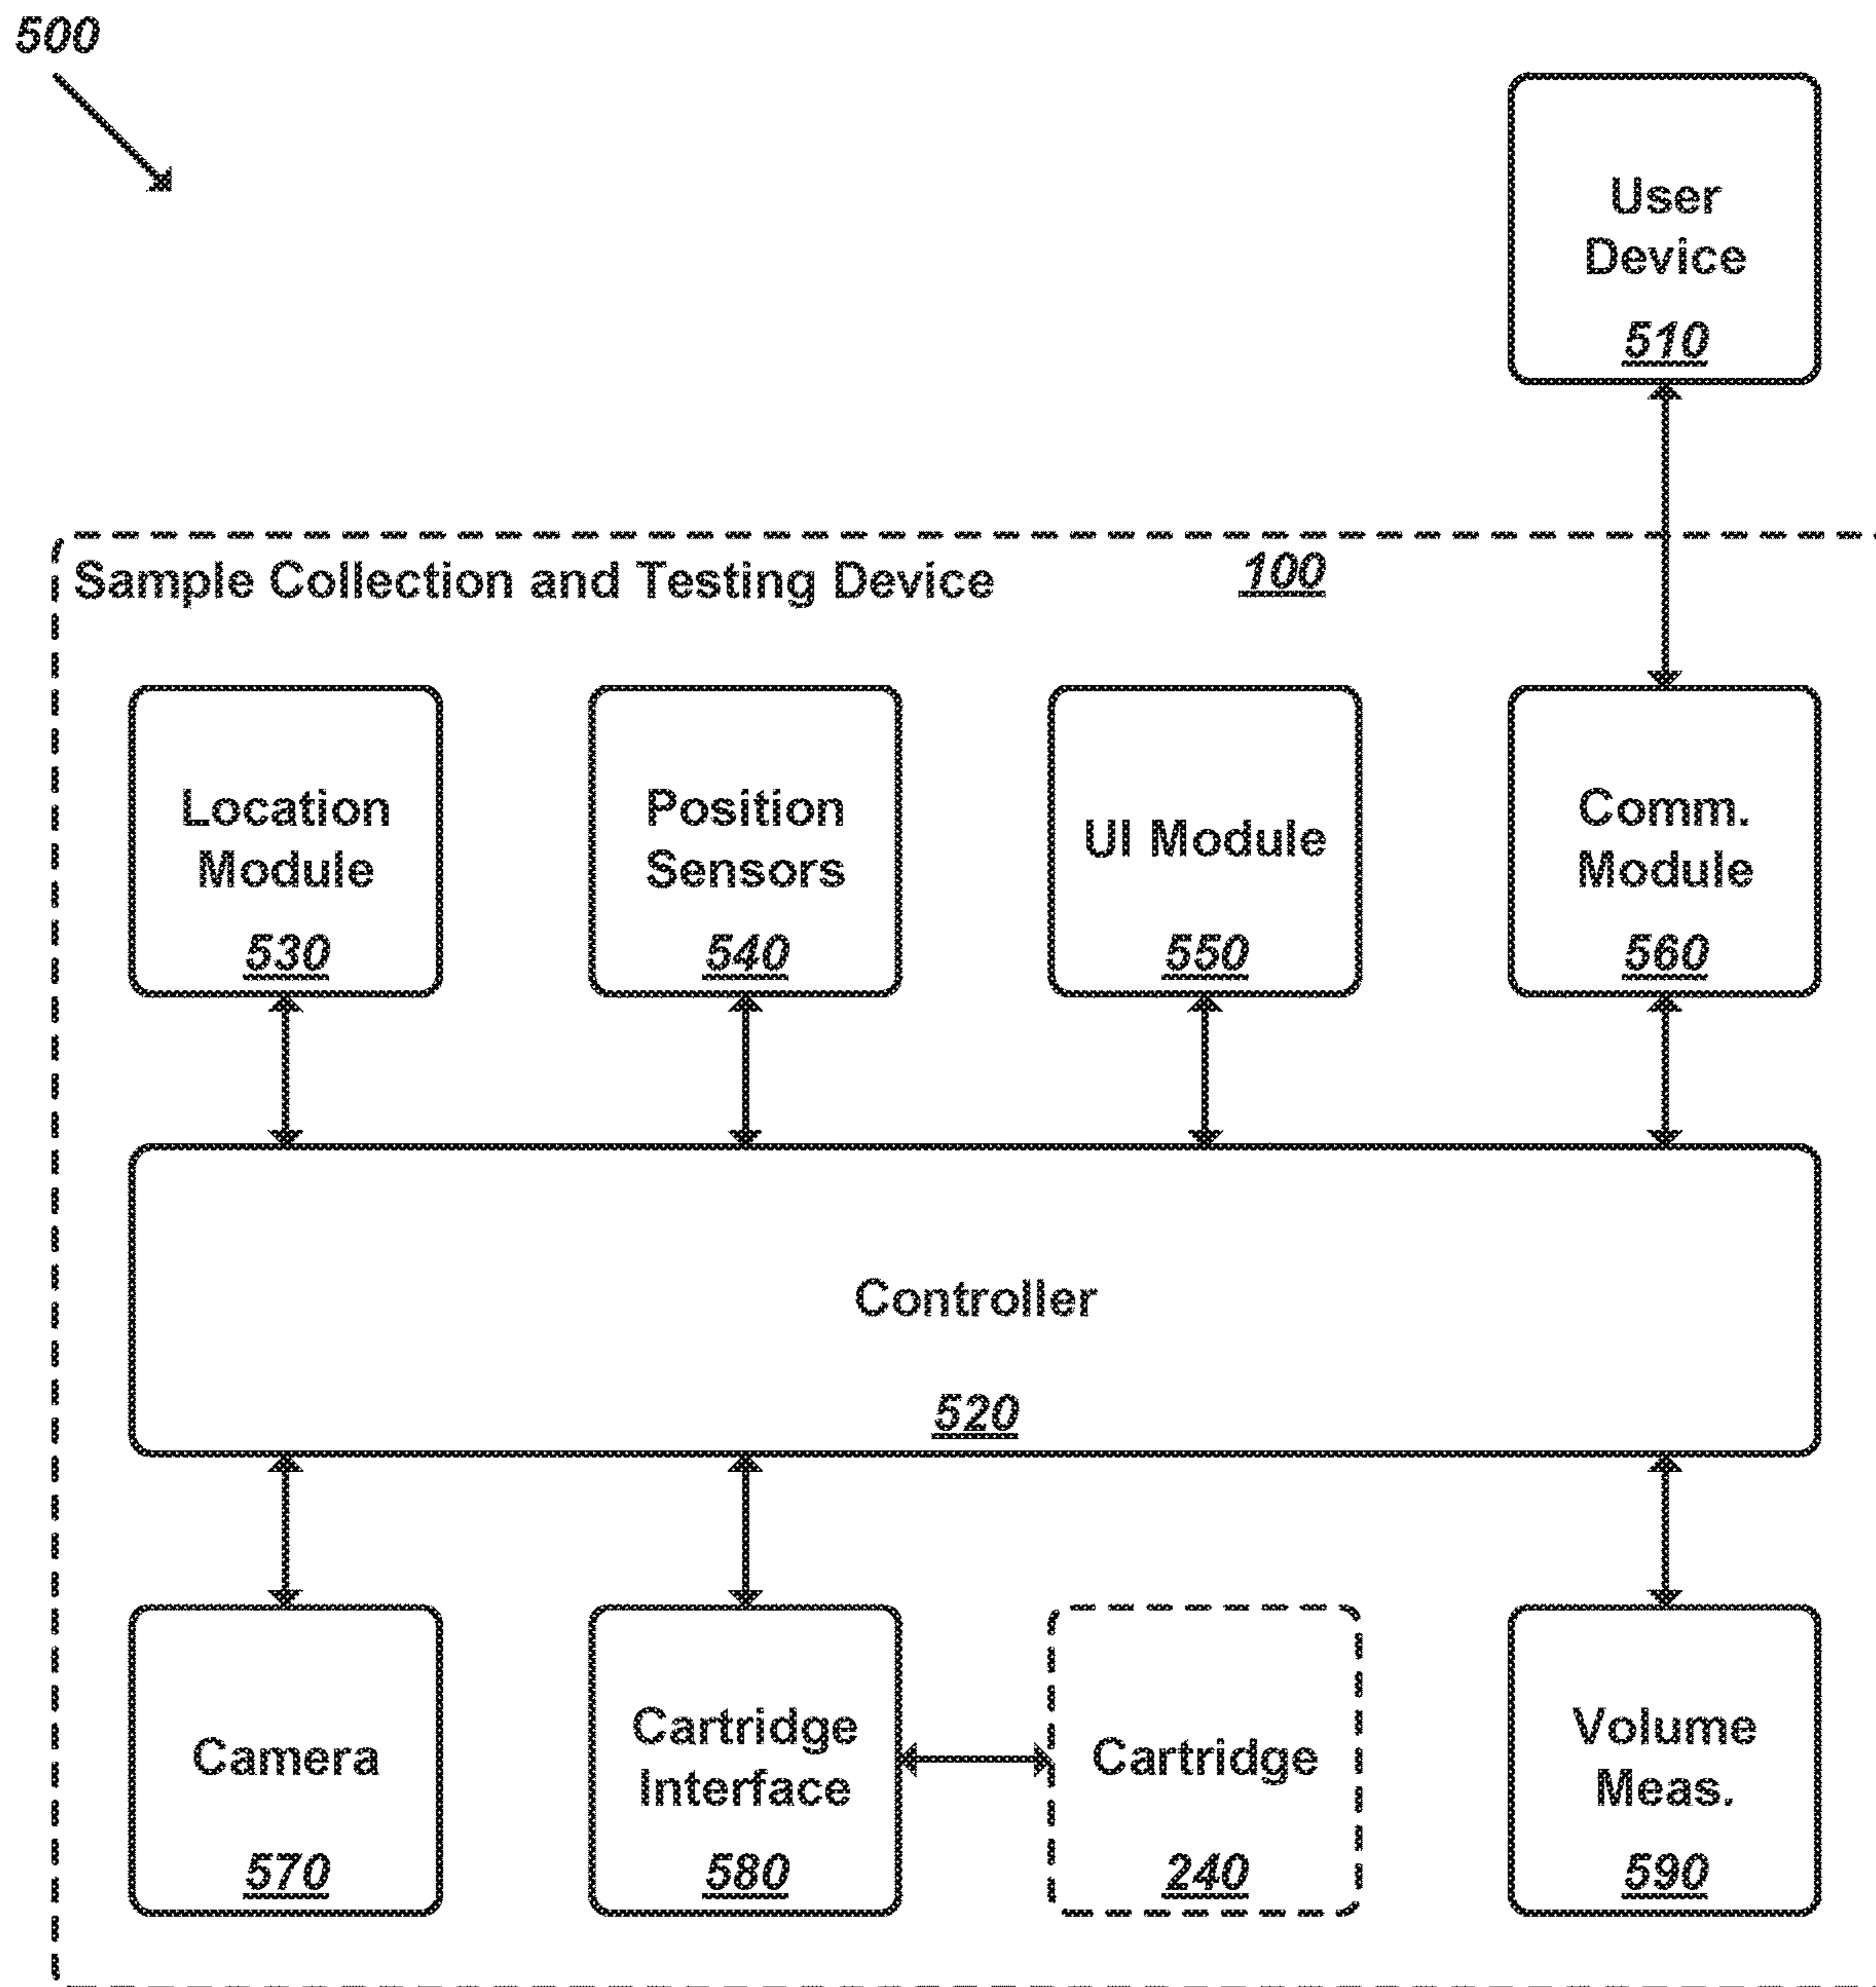 500
User
Device
510
Sample Collection and Testing Device 100
Location
Module
530
Position
Sensors
540
UI Module
550
Comm.
Module
560
Controller
520
Camera
570
Cartridge
Interface
580
Cartridge
240
Volume
Meas.
590